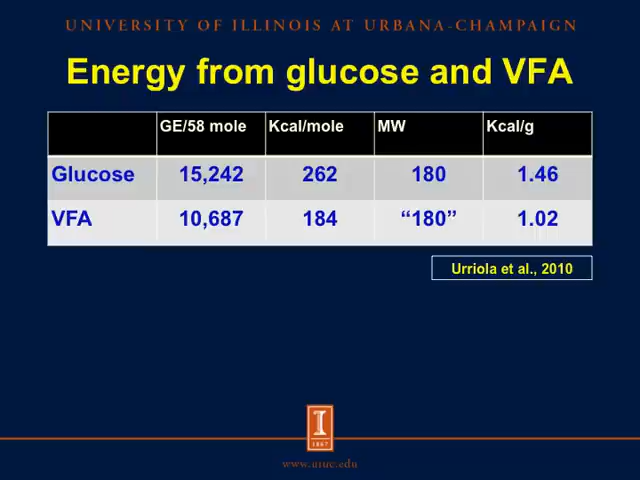 UNIVERSITY OF ILLINOIS AT URBANA-CHAMPAIGN
Energy from glucose and VFA
GE/58 mole Kcal/mole MW Kcal/g
Glucose 15,242 262 180 1.46
VFA 10,687 184 “180” 1.02
Urriola et al., 2010
I
1867
www.uiuc.edu